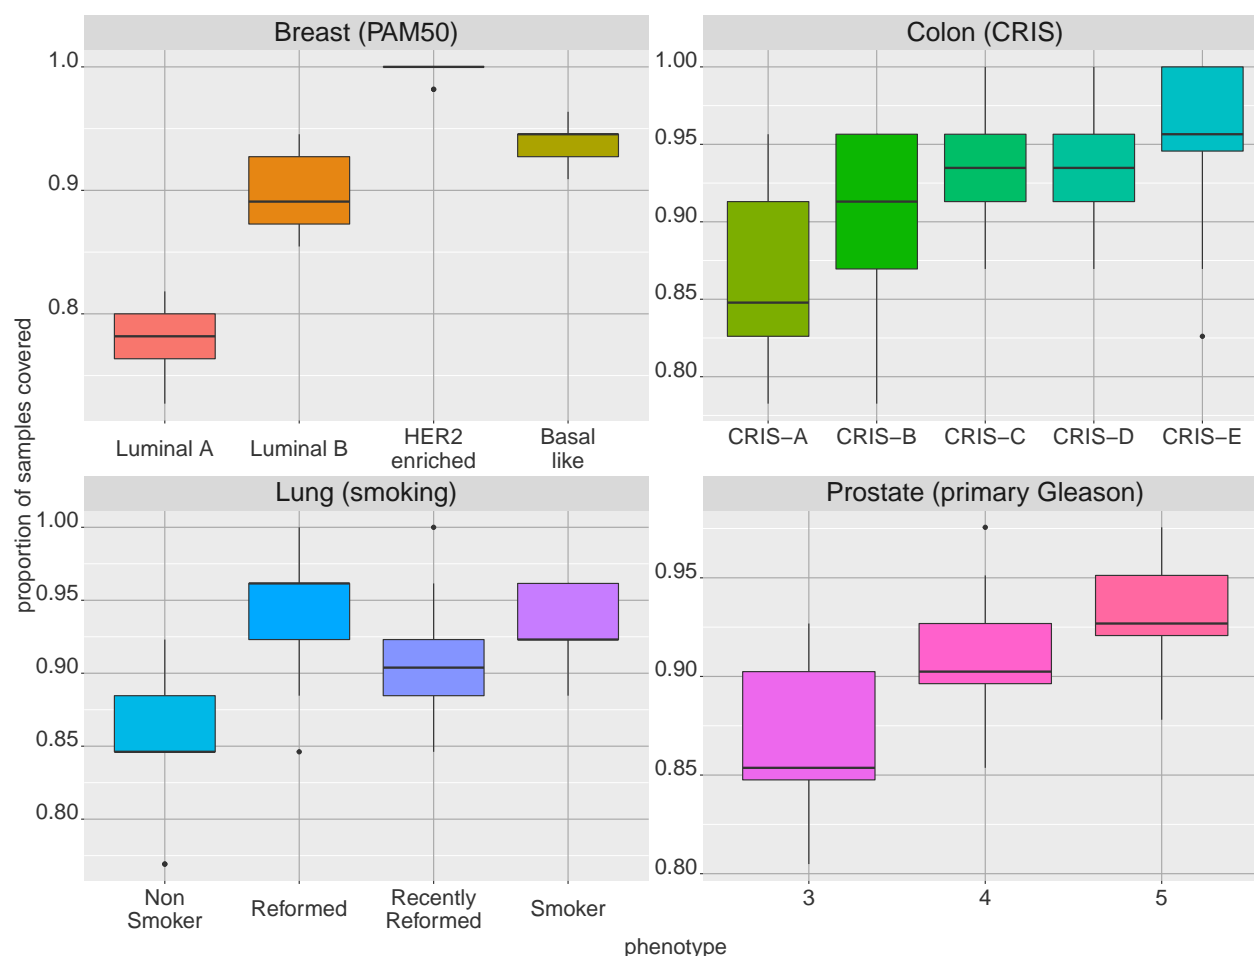 Breast (PAM50)
1.0
0.9
0.8
Luminal A
Luminal B
HER2
enriched
Basal
like
Colon (CRIS)
1.00
0.95
0.90
0.85
0.80
CRIS−A
CRIS−B
CRIS−C
CRIS−D
CRIS−E
proportion of samples covered
Lung (smoking)
1.00
0.95
0.90
0.85
0.80
Non
Smoker
Reformed
Recently
Reformed
Smoker
Prostate (primary Gleason)
0.95
0.90
0.85
0.80
3
4
5
phenotype